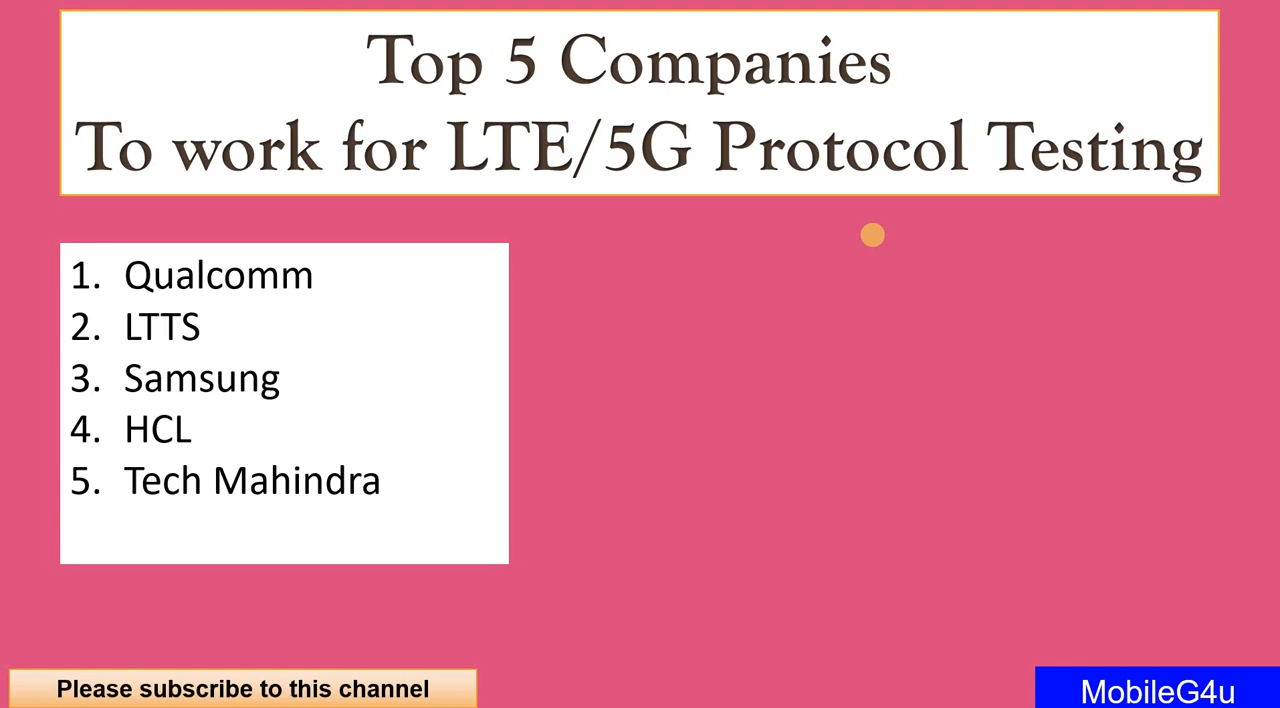 Top 5 Companies
To work for LTE/5G Protocol Testing
1. Qualcomm
2. LTTS
3. Samsung
4. HCL
5. Tech Mahindra
Please subscribe to this channel
MobileG4u